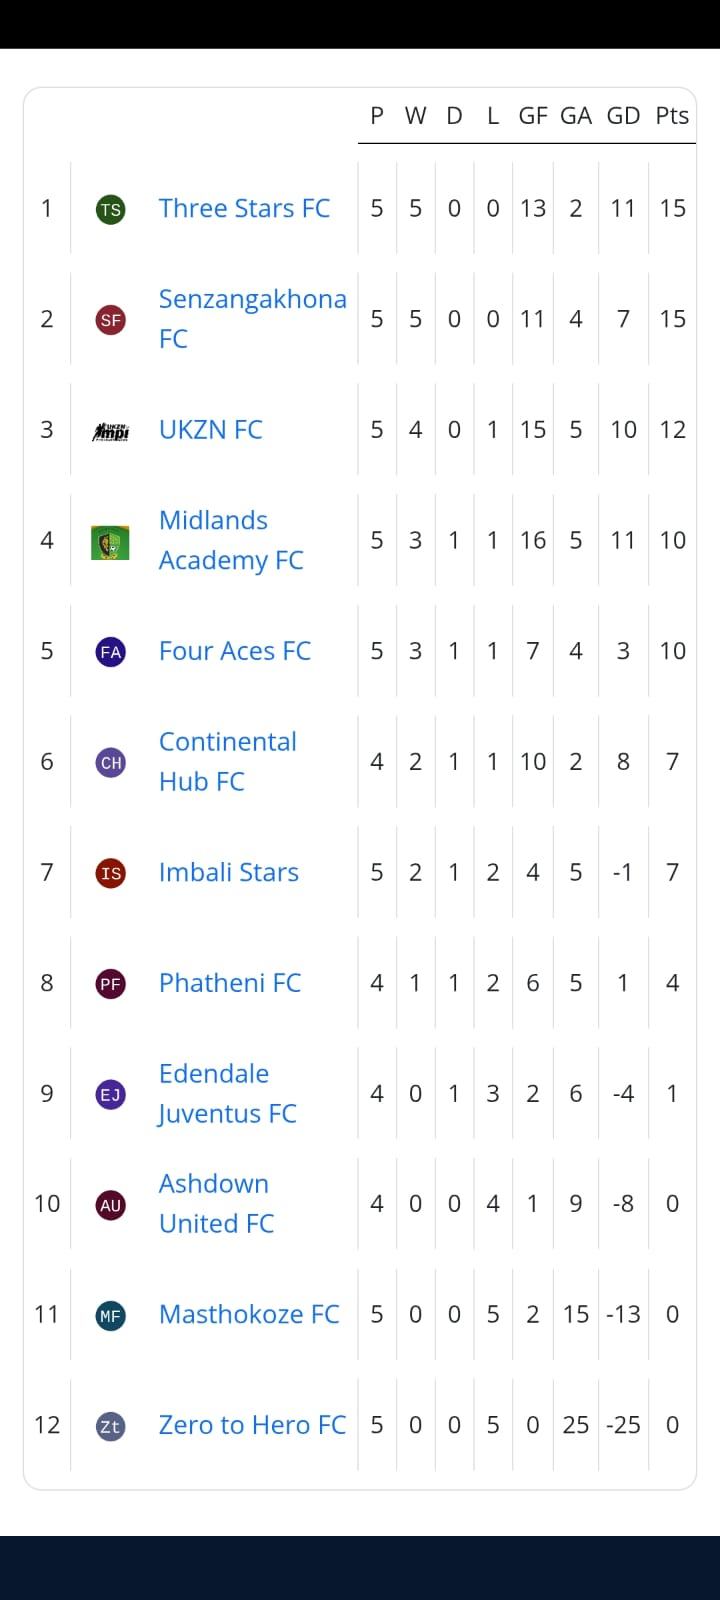 P W D L GF GA GD Pts
1 TS Three Stars FC 5 5 0 0 13 2 11 15
2 SF Senzangakhona FC 5 5 0 0 11 4 7 15
3 UKZN mpi UKZN FC 5 4 0 1 15 5 10 12
4 Midlands Academy FC 5 3 1 1 16 5 11 10
5 FA Four Aces FC 5 3 1 1 7 4 3 10
6 CH Continental Hub FC 4 2 1 1 10 2 8 7
7 IS Imbali Stars 5 2 1 2 4 5 -1 7
8 PF Phatheni FC 4 1 1 2 6 5 1 4
9 EJ Edendale Juventus FC 4 0 1 3 2 6 -4 1
10 AU Ashdown United FC 4 0 0 4 1 9 -8 0
11 MF Masthokoze FC 5 0 0 5 2 15 -13 0
12 Zt Zero to Hero FC 5 0 0 5 0 25 -25 0